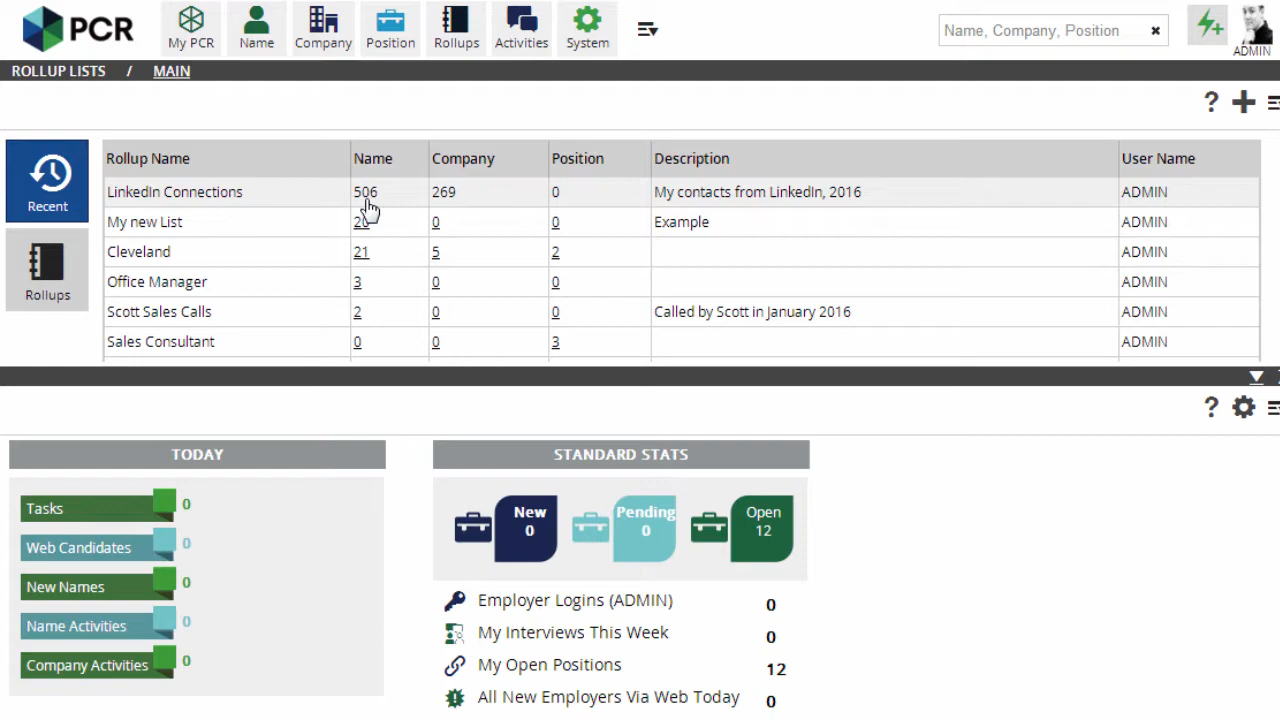 PCR
My PCR
Name
Company
Position
Rollups
Activities
System
Name, Company, Position
ADMIN
ROLLUP LISTS / MAIN
?
Recent
Rollups
Rollup Name Name Company Position Description User Name
LinkedIn Connections 506 269 0 My contacts from LinkedIn, 2016 ADMIN
My new List 20 0 0 Example ADMIN
Cleveland 21 5 2 ADMIN
Office Manager 3 0 0 ADMIN
Scott Sales Calls 2 0 0 Called by Scott in January 2016 ADMIN
Sales Consultant 0 0 3 ADMIN
?
TODAY
Tasks 0
Web Candidates 0
New Names 0
Name Activities 0
Company Activities 0
STANDARD STATS
New
0
Pending
0
Open
12
Employer Logins (ADMIN) 0
My Interviews This Week 0
My Open Positions 12
All New Employers Via Web Today 0